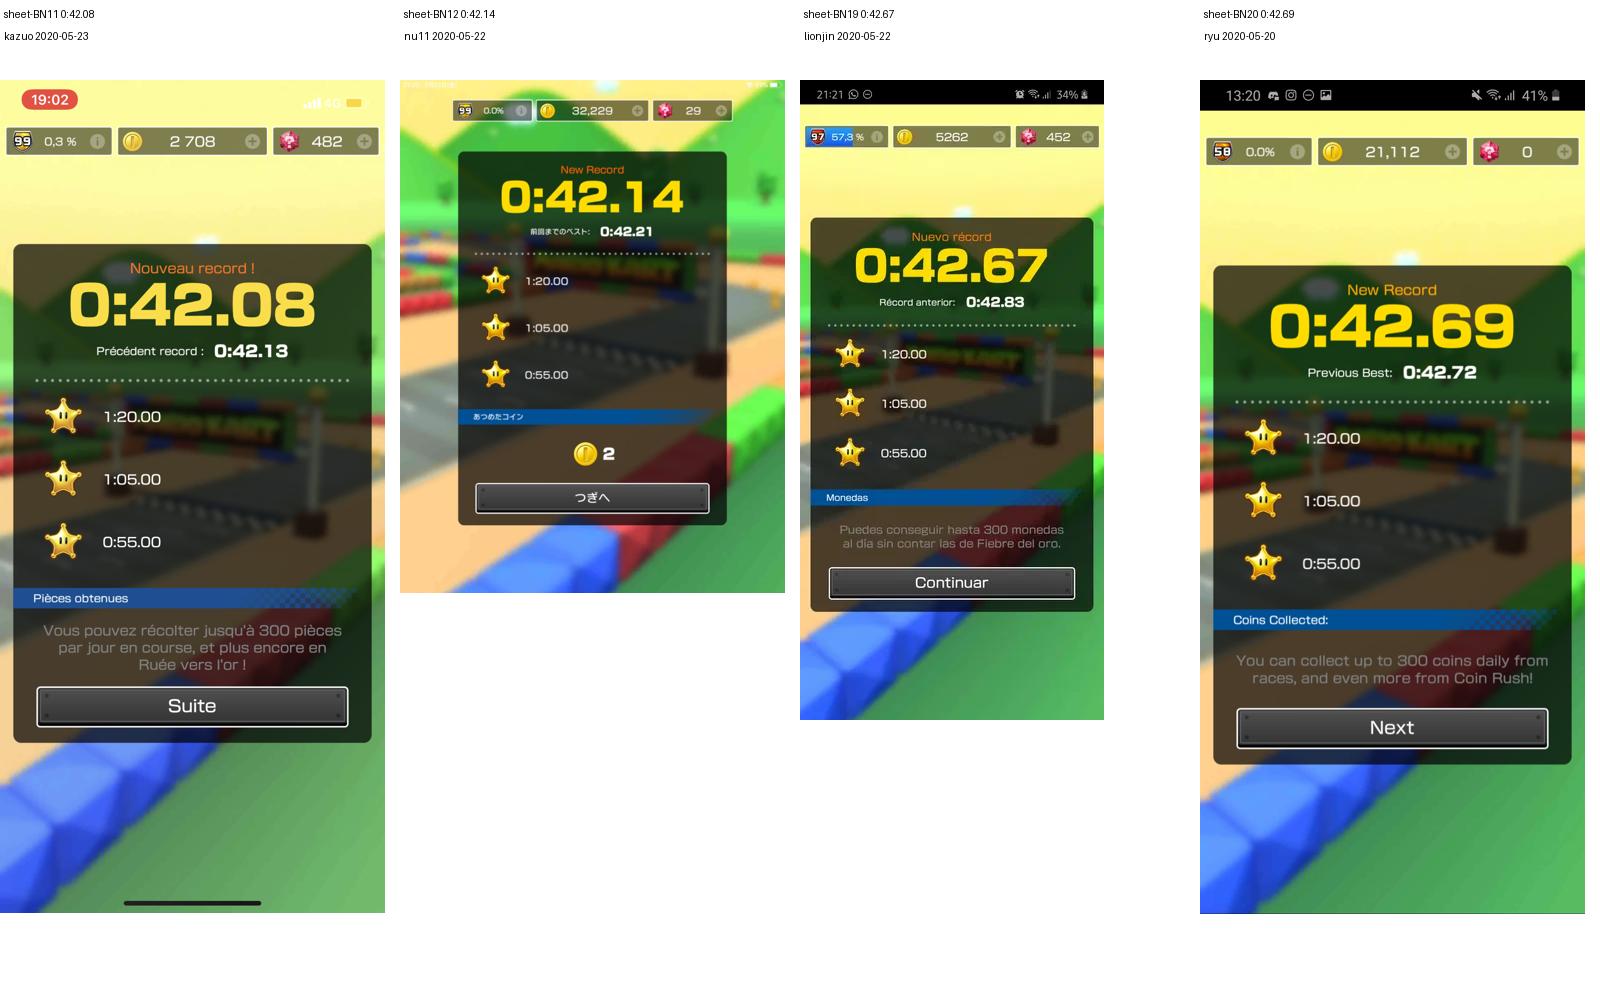 sheet-BN11 0:42.08
kazuo 2020-05-23
19:02
4G
99
0,3 %
2 708
482
Nouveau record !
0:42.08
Précédent record : 0:42.13
1:20.00
1:05.00
0:55.00
Pièces obtenues
Vous pouvez récolter jusqu'à 300 pièces
par jour en course, et plus encore en
Ruée vers l'or !
Suite
sheet-BN12 0:42.14
nu11 2020-05-22
99
0.0%
32,229
29
New Record
0:42.14
前回までのベスト: 0:42.21
1:20.00
1:05.00
0:55.00
あつめたコイン
2
つぎへ
sheet-BN19 0:42.67
lionjin 2020-05-22
21:21
34%
97
57,3 %
5262
452
Nuevo récord
0:42.67
Récord anterior: 0:42.83
1:20.00
1:05.00
0:55.00
Monedas
Puedes conseguir hasta 300 monedas
al día sin contar las de Fiebre del oro.
Continuar
sheet-BN20 0:42.69
ryu 2020-05-20
13:20
41%
58
0.0%
21,112
0
New Record
0:42.69
Previous Best: 0:42.72
1:20.00
1:05.00
0:55.00
Coins Collected:
You can collect up to 300 coins daily from
races, and even more from Coin Rush!
Next